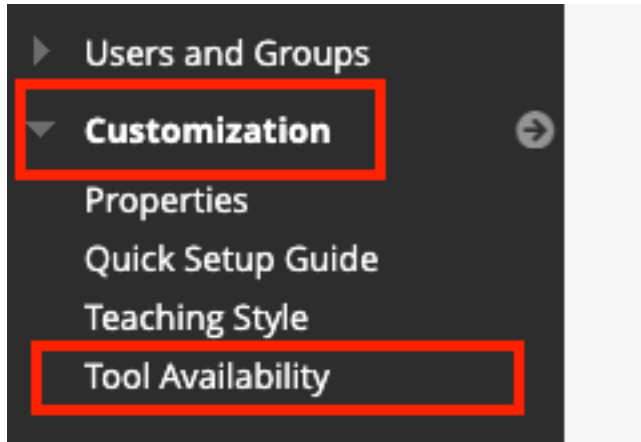 Users and Groups
Customization
Properties
Quick Setup Guide
Teaching Style
Tool Availability